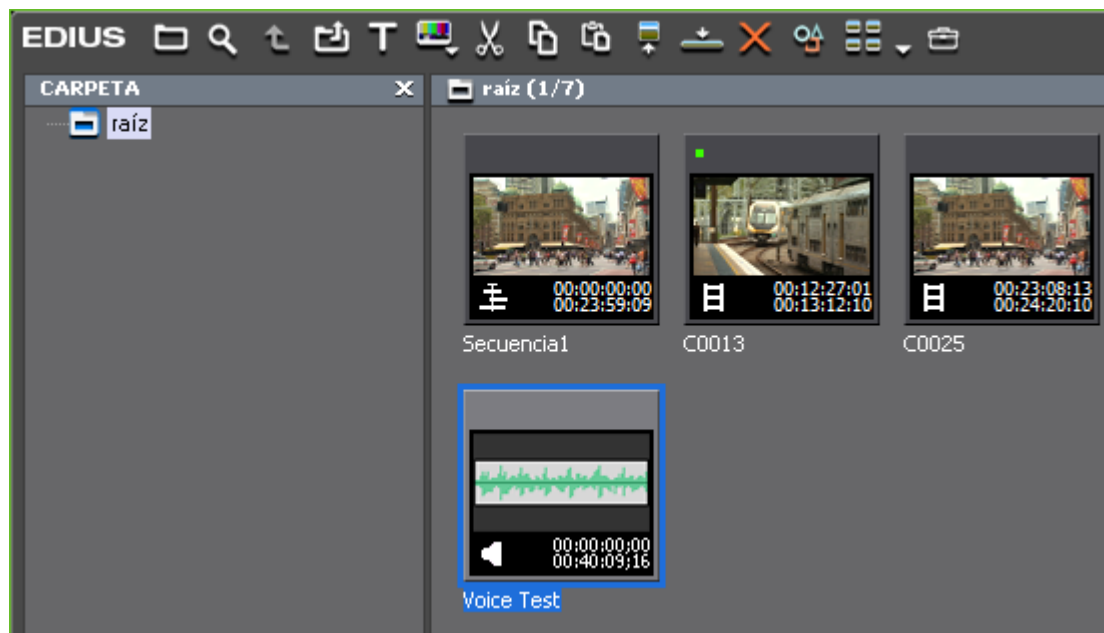 EDIUS
CARPETA
raíz (1/7)
raíz
00:00:00:00
00:23:59:09
00:12:27:01
00:13:12:10
00:23:08:13
00:24:20:10
Secuencia1
C0013
C0025
00:00:00;00
00:40:09;16
Voice Test